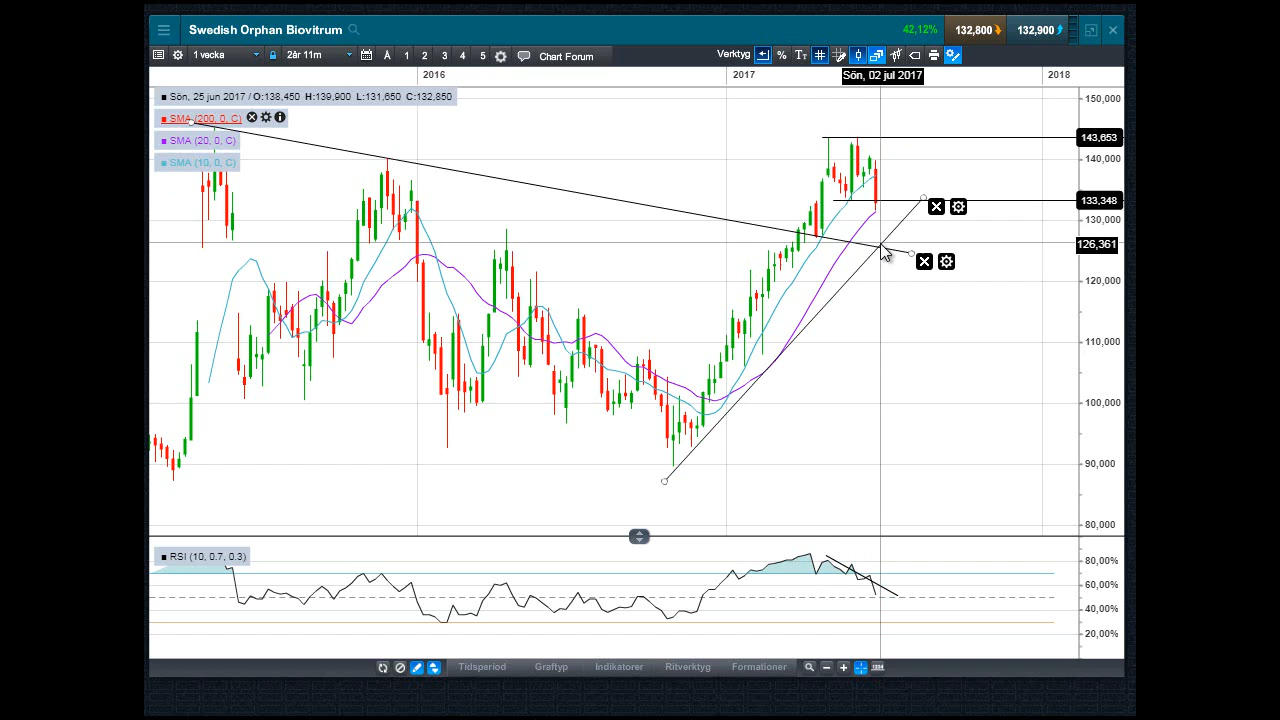 Swedish Orphan Biovitrum 42,12% 132,800 132,900
1 vecka 2år 11m A 1 2 3 4 5 Chart Forum Verktyg % TT
2016 2017 Sön, 02 jul 2017 2018
Sön, 25 jun 2017 / O:138,450 H:139,900 L:131,650 C:132,850
SMA (200, 0, C)
SMA (20, 0, C)
SMA (10, 0, C)
150,000
143,653
140,000
133,348
130,000
126,361
120,000
110,000
100,000
90,000
80,000
RSI (10, 0.7, 0.3)
80,00%
60,00%
40,00%
20,00%
Tidsperiod Graftyp Indikatorer Ritverktyg Formationer